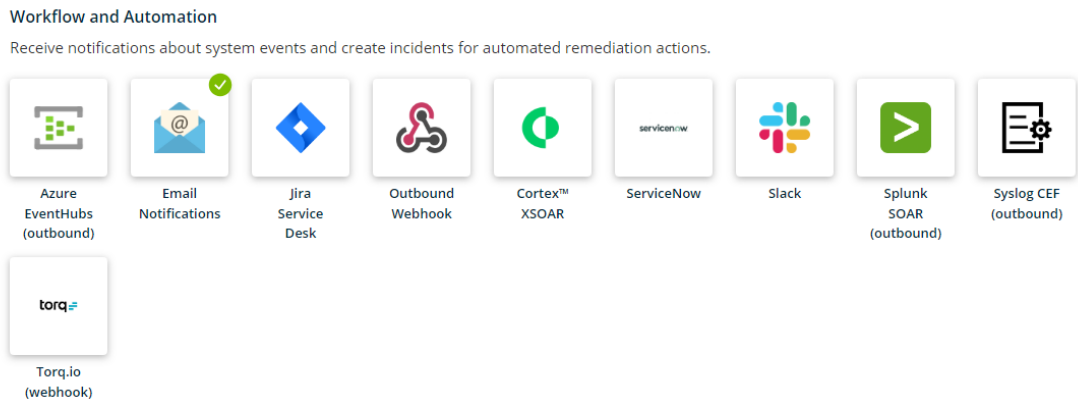 Workflow and Automation
Receive notifications about system events and create incidents for automated remediation actions.
@
servicenow
Azure
EventHubs
(outbound)
Email
Notifications
Jira
Service
Desk
Outbound
Webhook
Cortex™
XSOAR
ServiceNow
Slack
Splunk
SOAR
(outbound)
Syslog CEF
(outbound)
torq
Torq.io
(webhook)